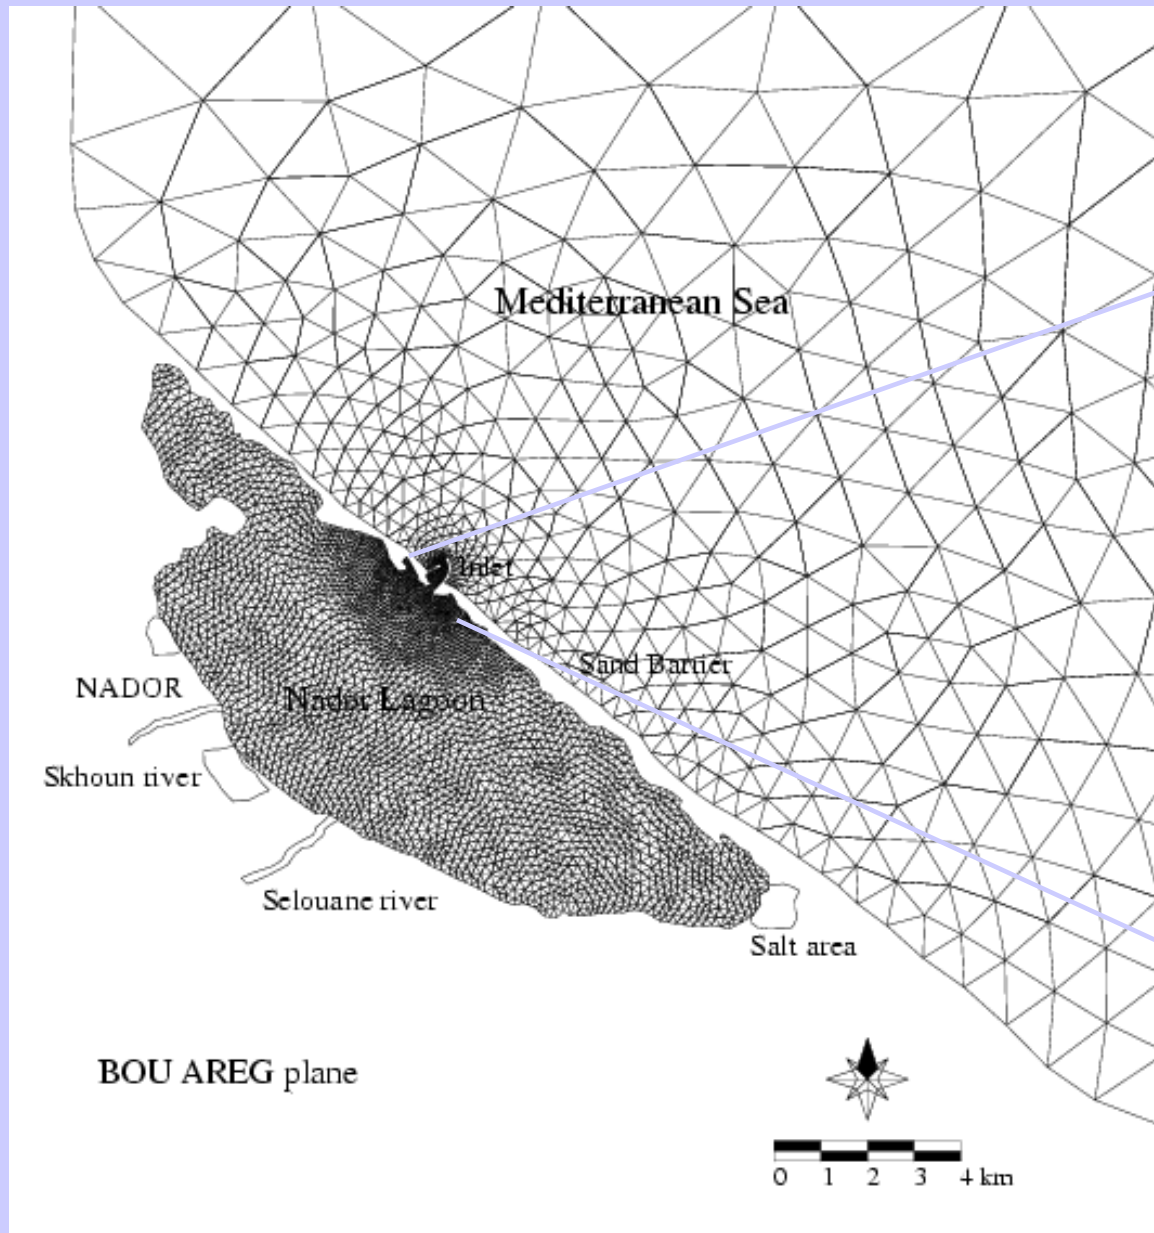 Mediterranean Sea
Inlet
Sand Barrier
NADOR
Nador Lagoon
Skhoun river
Selouane river
Salt area
BOU AREG plane
0 1 2 3 4 km